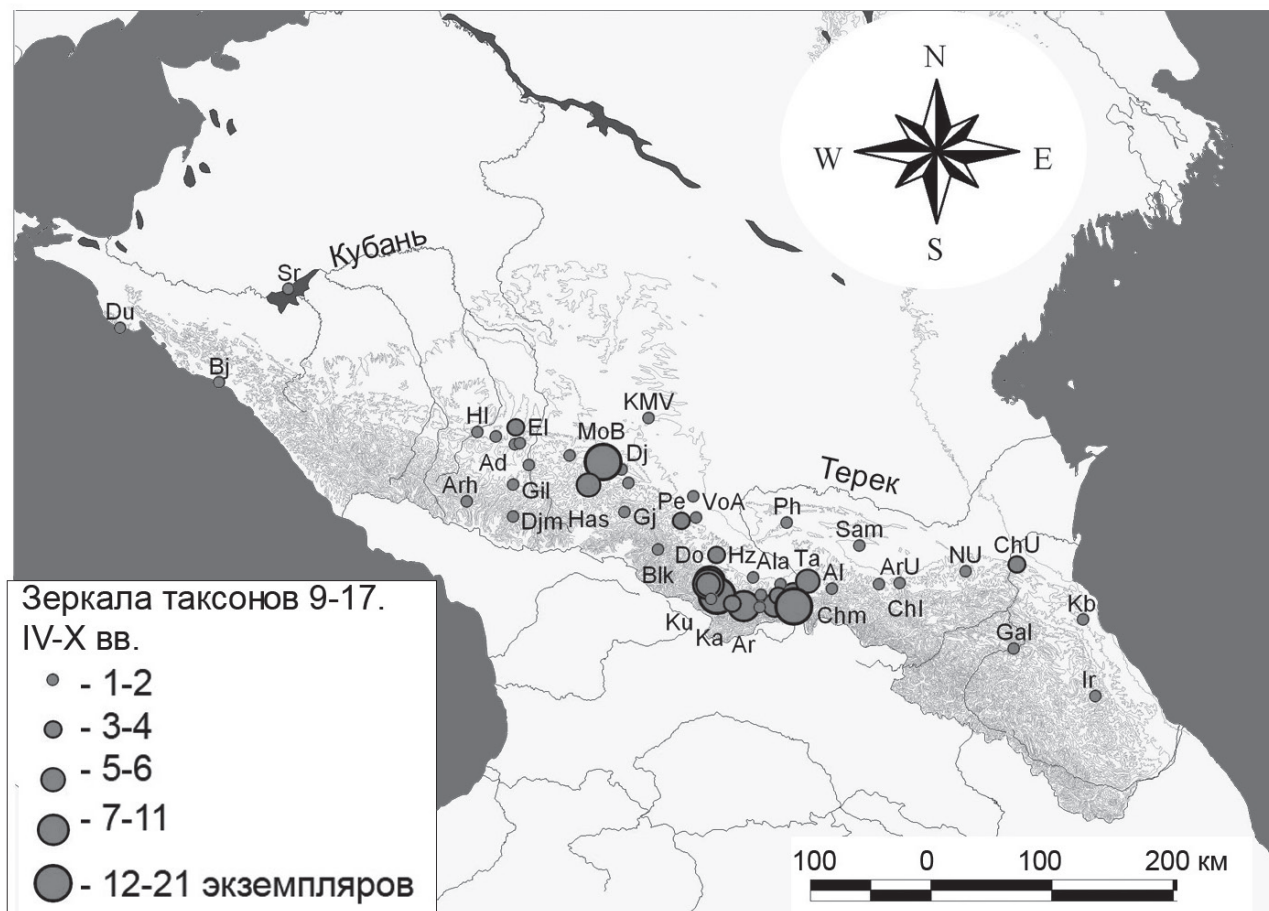 N
W
E
S
Кубань
Sr
Du
Bj
KMV
Hl
El
MoB
Dj
Ad
Терек
Arh
Gil
Pe
VoA
Ph
Has
Gj
Djm
Sam
Do
Hz
Ala
Ta
Al
ArU
NU
ChU
Blk
Chl
Chm
Kb
Ku
Ka
Ar
Gal
Ir
Зеркала таксонов 9-17.
IV-X вв.
- 1-2
- 3-4
- 5-6
- 7-11
- 12-21 экземпляров
100 0 100 200 км